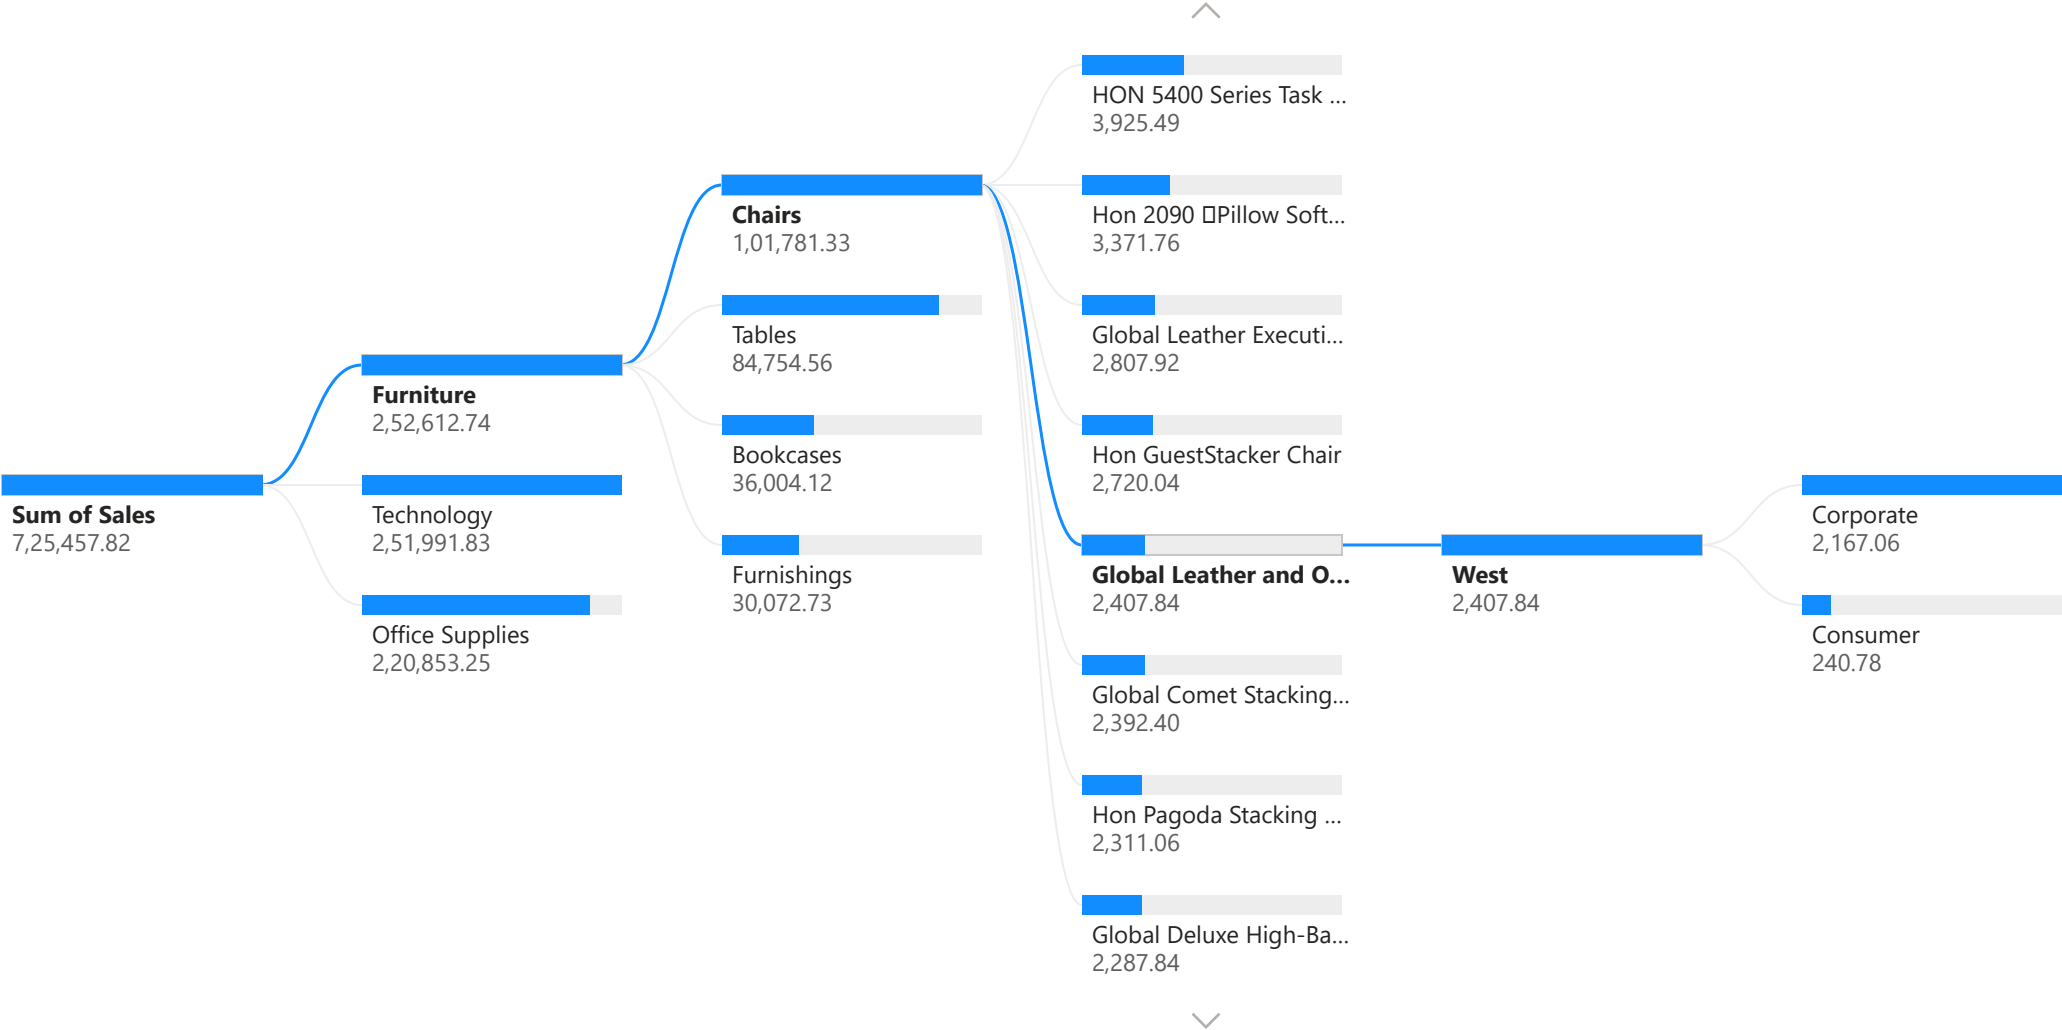 Sum of Sales
7,25,457.82
Furniture
2,52,612.74
Technology
2,51,991.83
Office Supplies
2,20,853.25
Chairs
1,01,781.33
Tables
84,754.56
Bookcases
36,004.12
Furnishings
30,072.73
HON 5400 Series Task ...
3,925.49
Hon 2090 □Pillow Soft...
3,371.76
Global Leather Executi...
2,807.92
Hon GuestStacker Chair
2,720.04
Global Leather and O...
2,407.84
Global Comet Stacking...
2,392.40
Hon Pagoda Stacking ...
2,311.06
Global Deluxe High-Ba...
2,287.84
West
2,407.84
Corporate
2,167.06
Consumer
240.78